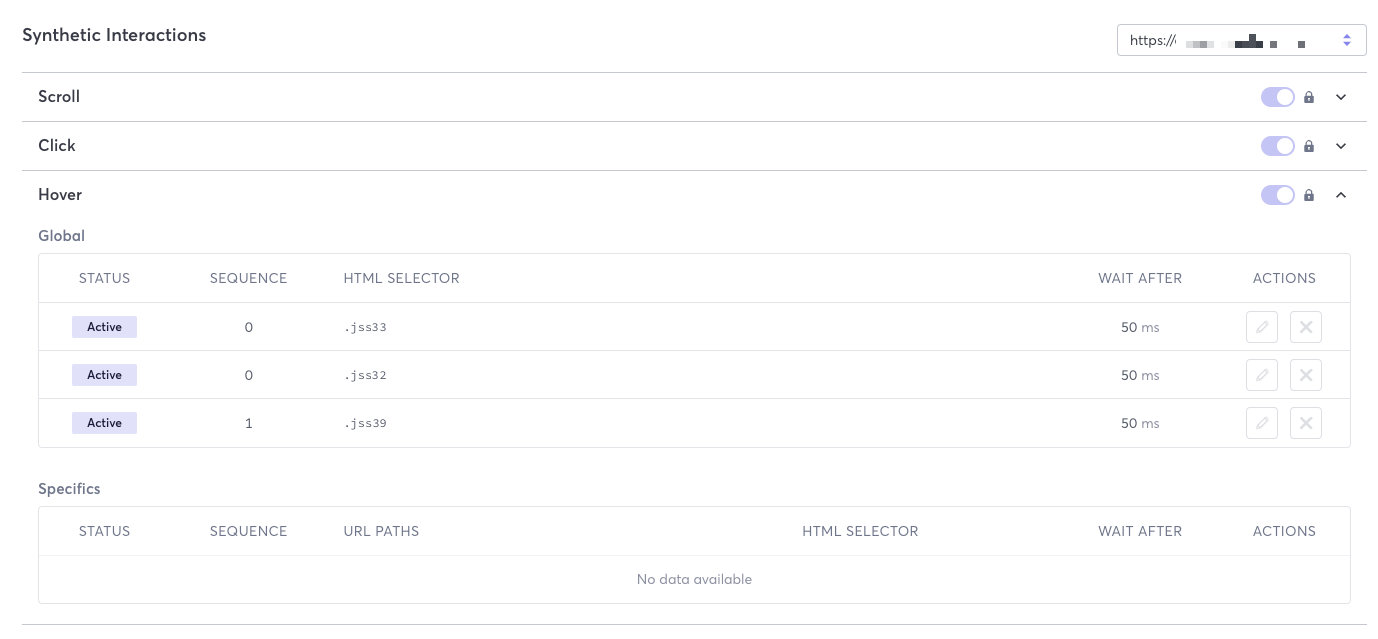 Synthetic Interactions
https://
Scroll
Click
Hover
Global
STATUS SEQUENCE HTML SELECTOR WAIT AFTER ACTIONS
Active 0 .jss33 50 ms
Active 0 .jss32 50 ms
Active 1 .jss39 50 ms
Specifics
STATUS SEQUENCE URL PATHS HTML SELECTOR WAIT AFTER ACTIONS
No data available